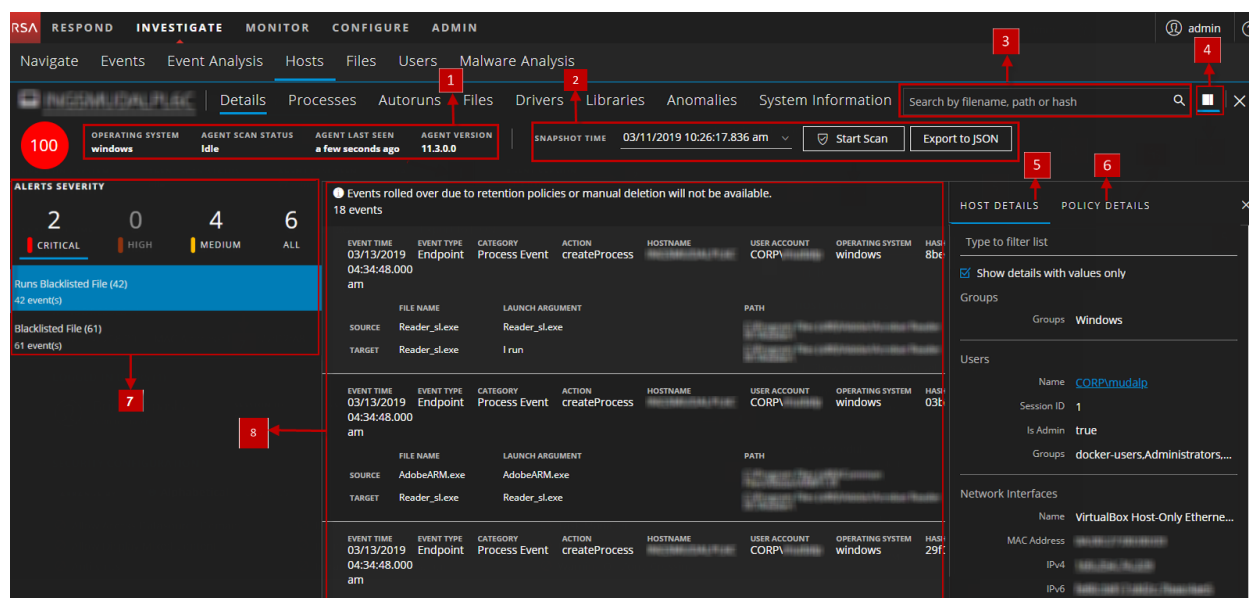 RSA RESPOND INVESTIGATE MONITOR CONFIGURE ADMIN admin
3
4
Navigate Events Event Analysis Hosts Files Users Malware Analysis
1
2
Details Processes Autoruns Files Drivers Libraries Anomalies System Information Search by filename, path or hash
100
OPERATING SYSTEM AGENT SCAN STATUS AGENT LAST SEEN AGENT VERSION
windows Idle a few seconds ago 11.3.0.0
SNAPSHOT TIME 03/11/2019 10:26:17.836 am Start Scan Export to JSON
5
6
ALERTS SEVERITY
2 0 4 6
CRITICAL HIGH MEDIUM ALL
Runs Blacklisted File (42)
42 event(s)
Blacklisted File (61)
61 event(s)
7
8
Events rolled over due to retention policies or manual deletion will not be available.
18 events
EVENT TIME EVENT TYPE CATEGORY ACTION HOSTNAME USER ACCOUNT OPERATING SYSTEM HASH
03/13/2019 Endpoint Process Event createProcess CORP\ windows 8be
04:34:48.000
am
FILE NAME LAUNCH ARGUMENT PATH
SOURCE Reader_sl.exe Reader_sl.exe
TARGET Reader_sl.exe I run
EVENT TIME EVENT TYPE CATEGORY ACTION HOSTNAME USER ACCOUNT OPERATING SYSTEM HASH
03/13/2019 Endpoint Process Event createProcess CORP\ windows 03b
04:34:48.000
am
FILE NAME LAUNCH ARGUMENT PATH
SOURCE AdobeARM.exe AdobeARM.exe
TARGET Reader_sl.exe Reader_sl.exe
EVENT TIME EVENT TYPE CATEGORY ACTION HOSTNAME USER ACCOUNT OPERATING SYSTEM HASH
03/13/2019 Endpoint Process Event createProcess CORP\ windows 29f
04:34:48.000
am
HOST DETAILS POLICY DETAILS
Type to filter list
Show details with values only
Groups
Groups Windows
Users
Name CORP\mudalp
Session ID 1
Is Admin true
Groups docker-users,Administrators,...
Network Interfaces
Name VirtualBox Host-Only Etherne...
MAC Address
IPv4
IPv6